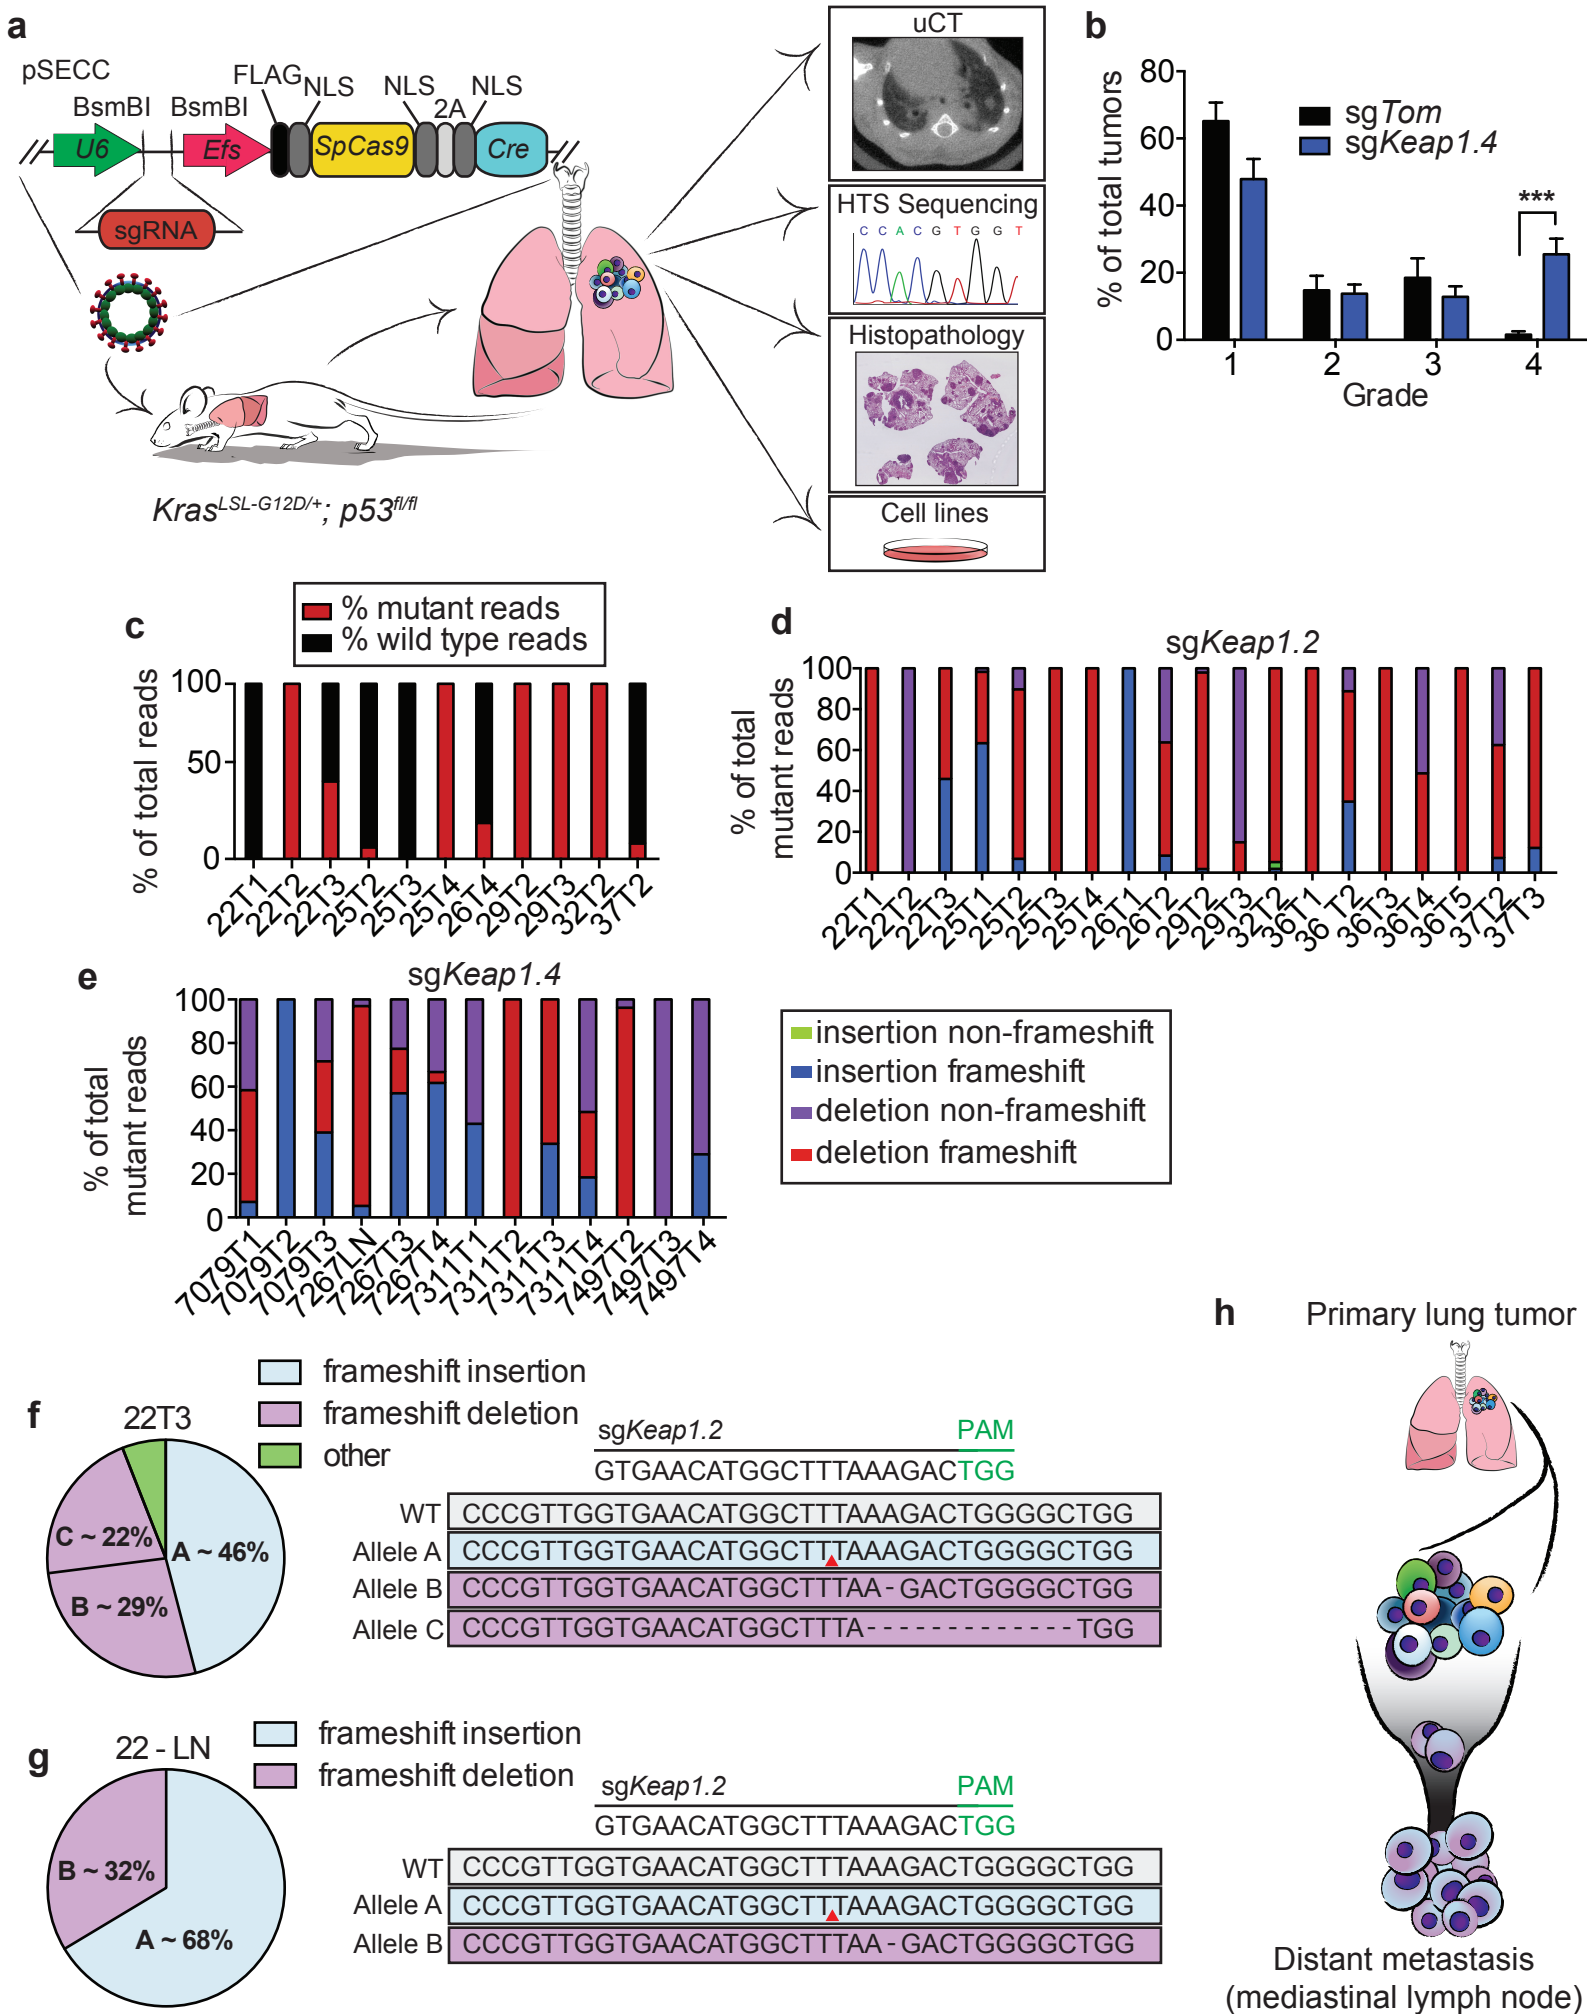 a
pSECC
BsmBI
BsmBI
FLAG
NLS
NLS
2A
NLS
U6
Efs
SpCas9
Cre
sgRNA
Kras^LSL-G12D/+; p53^fl/fl
uCT
HTS Sequencing
C C A C G T G G T
Histopathology
Cell lines
b
% of total tumors
80
60
40
20
0
sgTom
sgKeap1.4
***
1 2 3 4
Grade
c
% mutant reads
% wild type reads
% of total reads
100
50
0
22T1 22T2 22T3 25T2 25T3 25T4 26T4 29T2 29T3 32T2 37T2
d
sgKeap1.2
% of total
mutant reads
100
80
60
40
20
0
22T1 22T2 22T3 25T1 25T2 25T3 25T4 26T1 26T2 29T2 29T3 32T2 36T1 36 T2 36T3 36T4 36T5 37T2 37T3
e
sgKeap1.4
% of total
mutant reads
100
80
60
40
20
0
7079T1 7079T2 7079T3 7267LN 7267T3 7267T4 7311T1 7311T2 7311T3 7311T4 7497T2 7497T3 7497T4
insertion non-frameshift
insertion frameshift
deletion non-frameshift
deletion frameshift
f
22T3
frameshift insertion
frameshift deletion
other
C ~ 22%
A ~ 46%
B ~ 29%
sgKeap1.2 PAM
GTGAACATGGCTTTAAAGACTGG
WT CCCGTTGGTGAACATGGCTTTTAAAGACTGGGGCTGG
Allele A CCCGTTGGTGAACATGGCTTTTAAAGACTGGGGCTGG
Allele B CCCGTTGGTGAACATGGCTTTTAA-GACTGGGGCTGG
Allele C CCCGTTGGTGAACATGGCTTTTA-------------TGG
g
22 - LN
frameshift insertion
frameshift deletion
B ~ 32%
A ~ 68%
sgKeap1.2 PAM
GTGAACATGGCTTTTAAAGACTGG
WT CCCGTTGGTGAACATGGCTTTTAAAGACTGGGGCTGG
Allele A CCCGTTGGTGAACATGGCTTTTAAAGACTGGGGCTGG
Allele B CCCGTTGGTGAACATGGCTTTTAA-GACTGGGGCTGG
h
Primary lung tumor
Distant metastasis
(mediastinal lymph node)